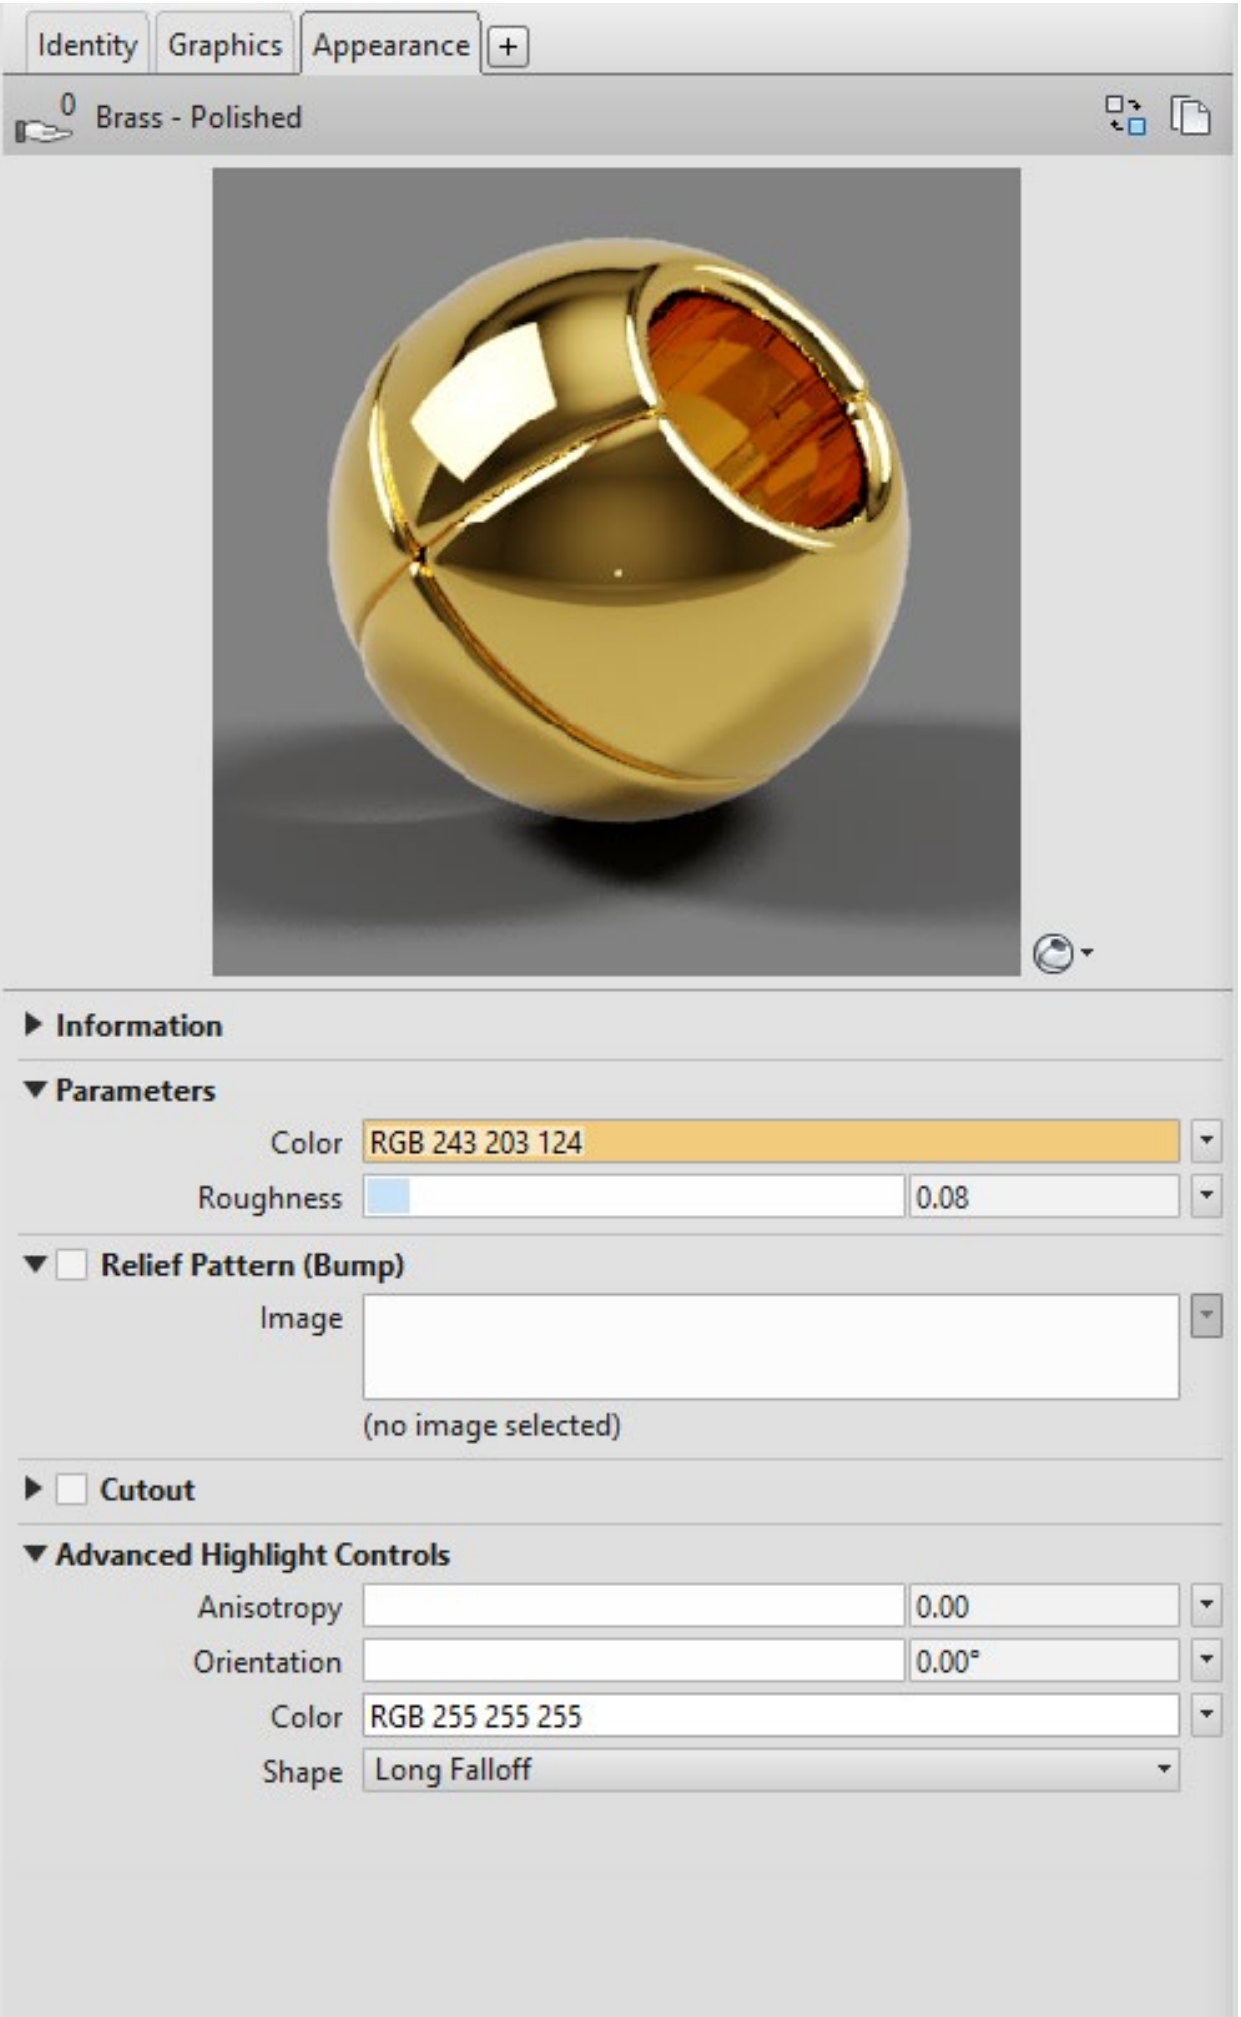 Identity Graphics Appearance +
0 Brass - Polished
Information
Parameters
Color RGB 243 203 124
Roughness 0.08
Relief Pattern (Bump)
Image
(no image selected)
Cutout
Advanced Highlight Controls
Anisotropy 0.00
Orientation 0.00°
Color RGB 255 255 255
Shape Long Falloff